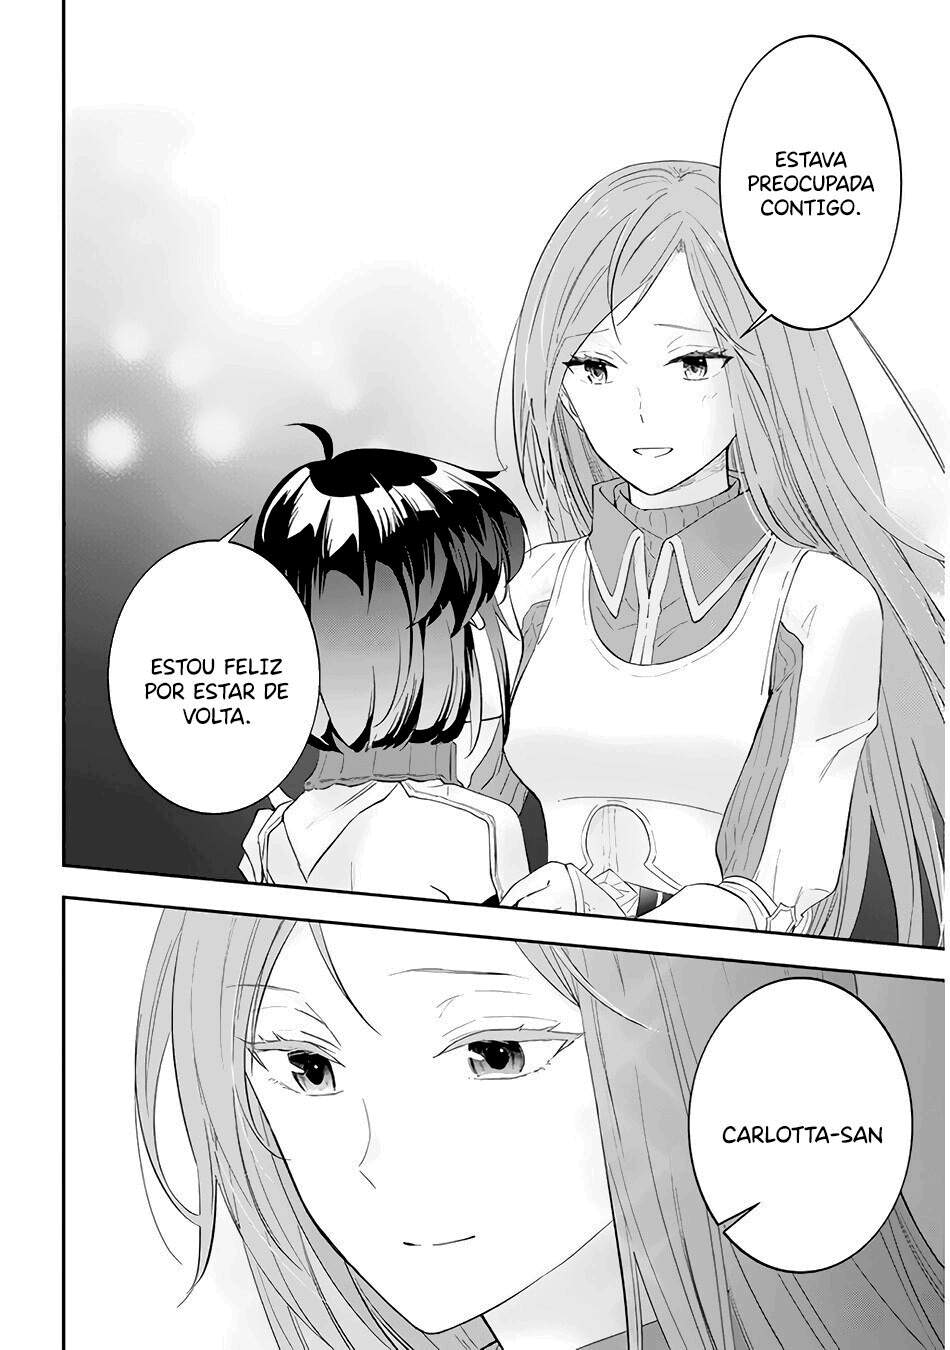 ESTAVA
PREOCUPADA
CONTIGO.
ESTOU FELIZ
POR ESTAR DE
VOLTA.
CARLOTTA-SAN